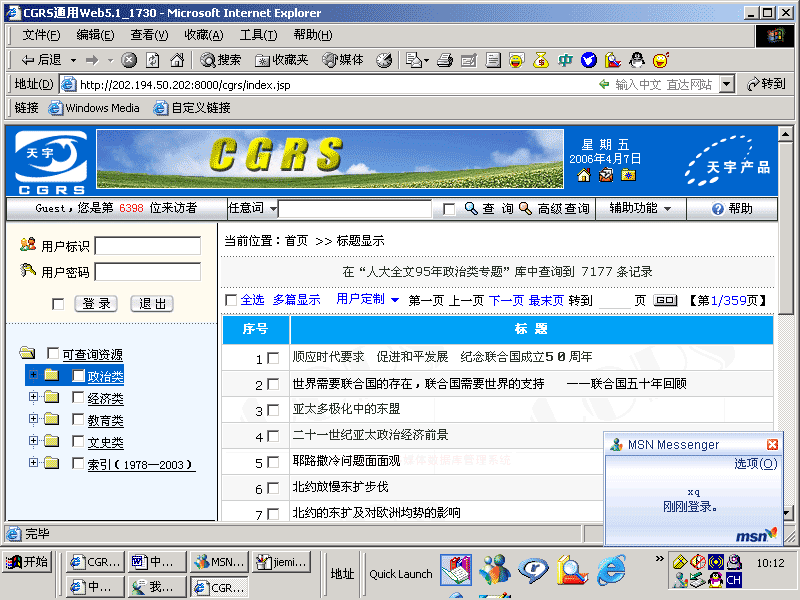 CGRS通用Web5.1_1730 - Microsoft Internet Explorer
文件(F) 编辑(E) 查看(V) 收藏(A) 工具(T) 帮助(H)
后退 搜索 收藏夹 媒体
地址(D) http://202.194.50.202:8000/cgrs/index.jsp 输入中文 直达网站 转到
链接 Windows Media 自定义链接
天宇
CGRS
CGRS
星期五
2006年4月7日
天宇产品
Guest，您是第 6398 位来访者 任意词 查 询 高级查询 辅助功能 帮助
用户标识
用户密码
登 录 退 出
可查询资源
政治类
经济类
教育类
文史类
索引（1978—2003）
当前位置：首页 >> 标题显示
在“人大全文95年政治类专题”库中查询到 7177 条记录
全选 多篇显示 用户定制 第一页 上一页 下一页 最末页 转到 页 GO 【第1/359页】
序号 标 题
1 顺应时代要求 促进和平发展 纪念联合国成立５０周年
2 世界需要联合国的存在，联合国需要世界的支持 ——联合国五十年回顾
3 亚太多极化中的东盟
4 二十一世纪亚太政治经济前景
5 耶路撒冷问题面面观
6 北约放慢东扩步伐
7 北约的东扩及对欧洲均势的影响
MSN Messenger
选项(O)
xq
刚刚登录。
msn
完毕
开始 CGR... 中... MSN... jiemi...
中... 我... CGR...
地址 Quick Launch
CH
10:12